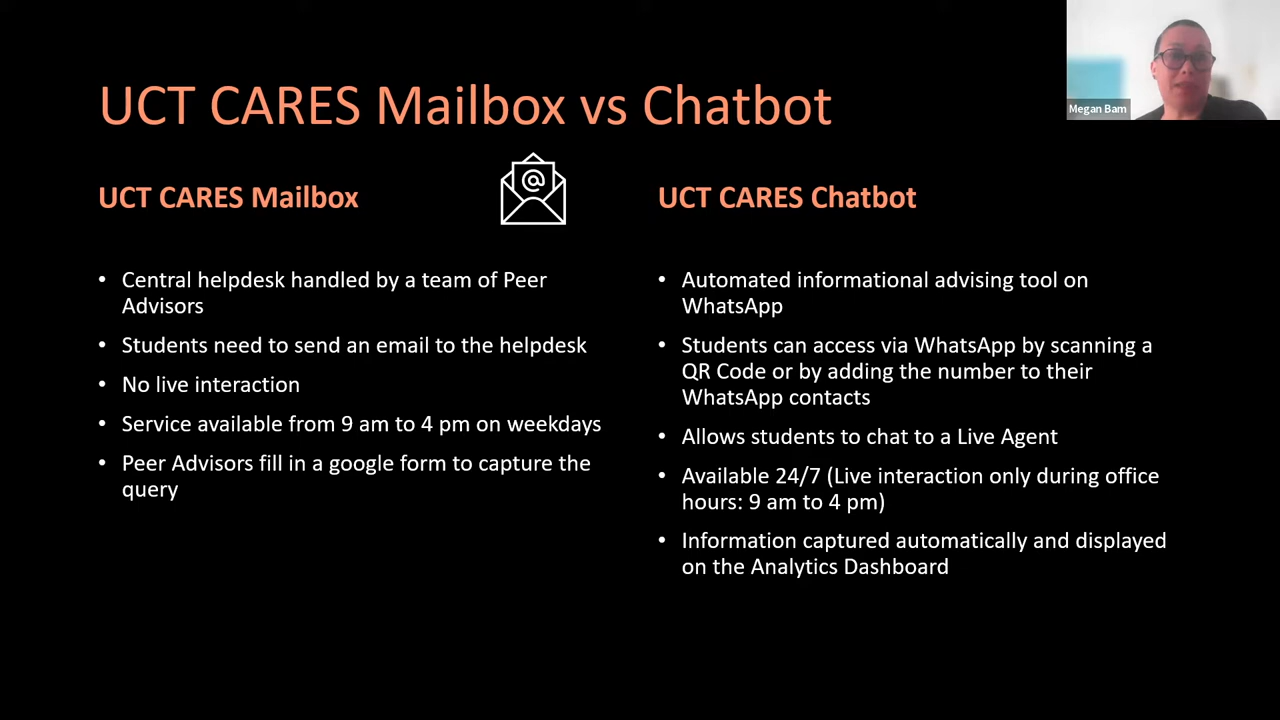 UCT CARES Mailbox vs Chatbot
Megan Bam
UCT CARES Mailbox
@
• Central helpdesk handled by a team of Peer
Advisors
• Students need to send an email to the helpdesk
• No live interaction
• Service available from 9 am to 4 pm on weekdays
• Peer Advisors fill in a google form to capture the
query
UCT CARES Chatbot
• Automated informational advising tool on
WhatsApp
• Students can access via WhatsApp by scanning a
QR Code or by adding the number to their
WhatsApp contacts
• Allows students to chat to a Live Agent
• Available 24/7 (Live interaction only during office
hours: 9 am to 4 pm)
• Information captured automatically and displayed
on the Analytics Dashboard